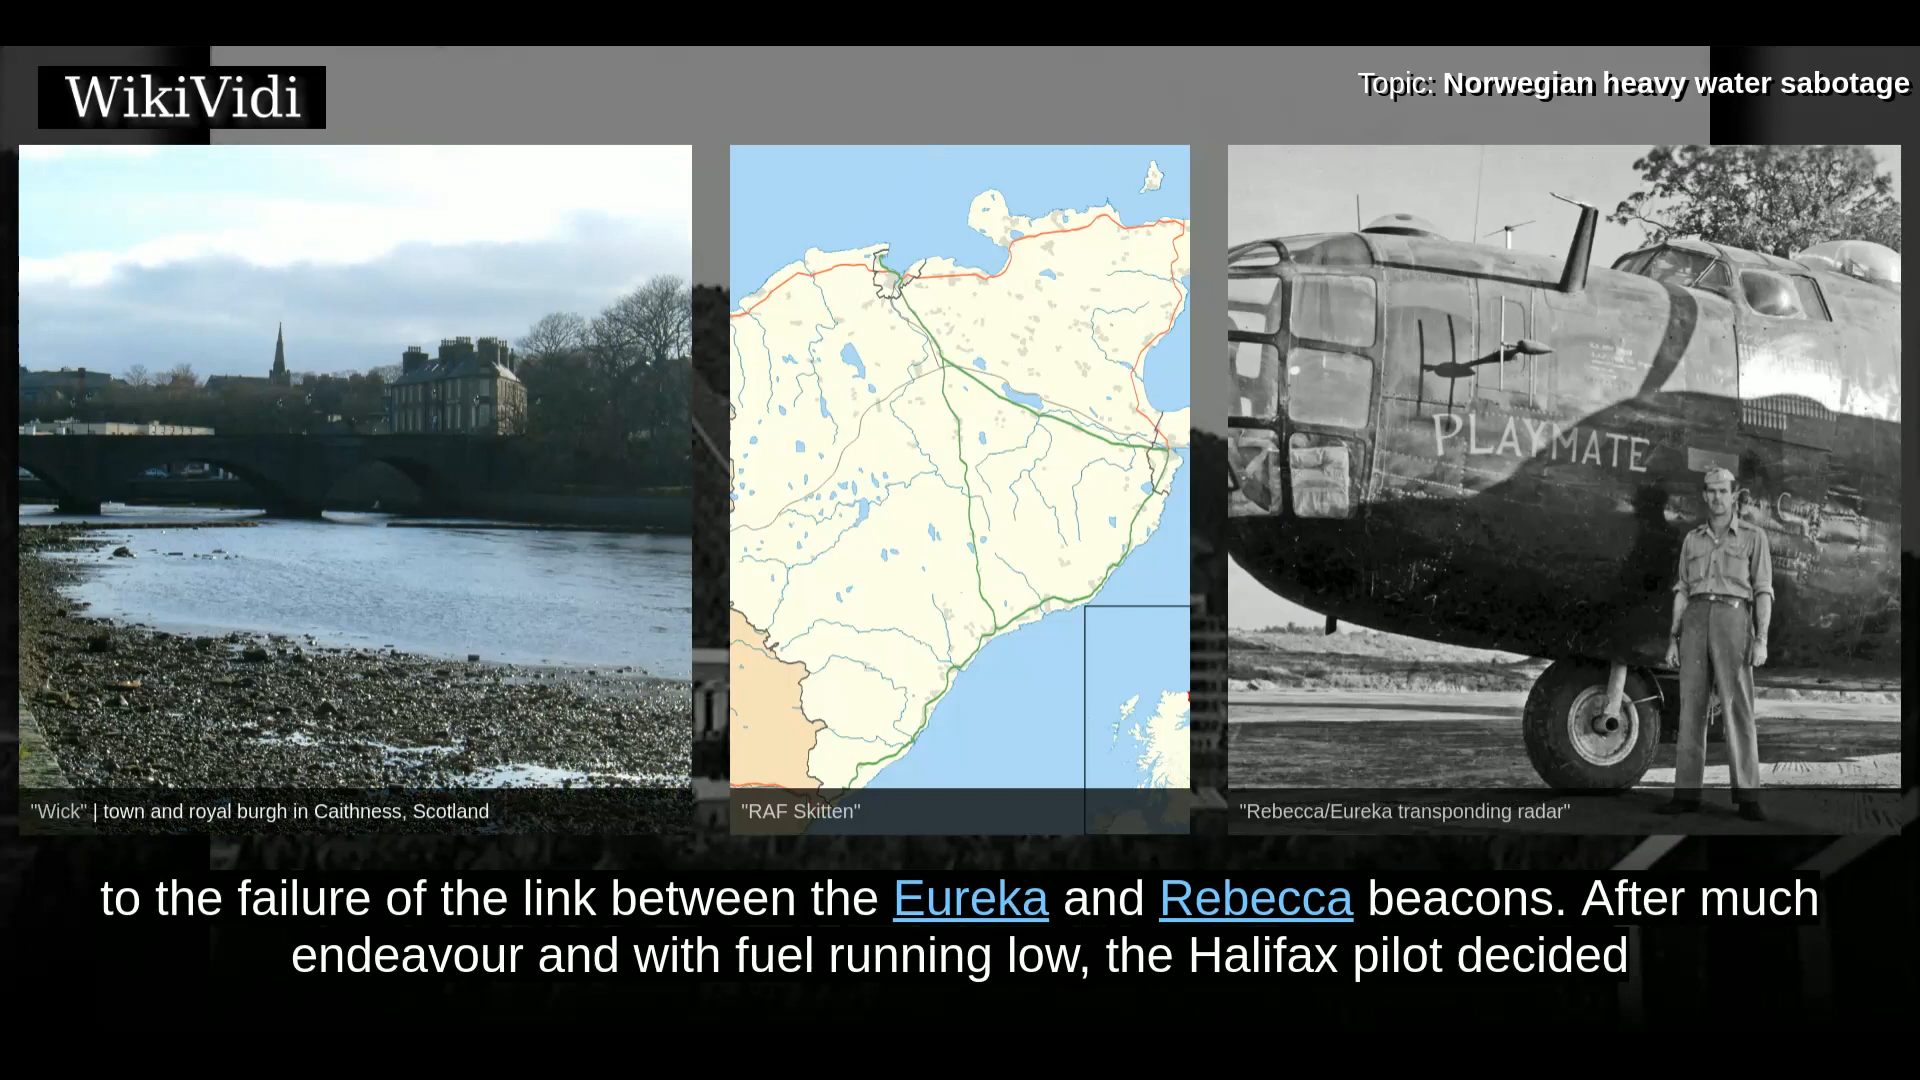 WikiVidi
Topic: Norwegian heavy water sabotage
PLAYMATE
"Wick" | town and royal burgh in Caithness, Scotland
"RAF Skitten"
"Rebecca/Eureka transponding radar"
to the failure of the link between the Eureka and Rebecca beacons. After much
endeavour and with fuel running low, the Halifax pilot decided